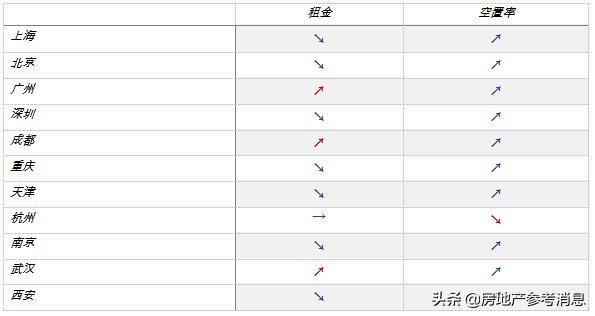 租金 空置率
上海 ↘ ↗
北京 ↘ ↗
广州 ↗ ↗
深圳 ↘ ↗
成都 ↗ ↗
重庆 ↘ ↗
天津 ↘ ↗
杭州 → ↘
南京 ↘ ↗
武汉 ↗ ↗
西安 ↘
头条 @房地产参考消息